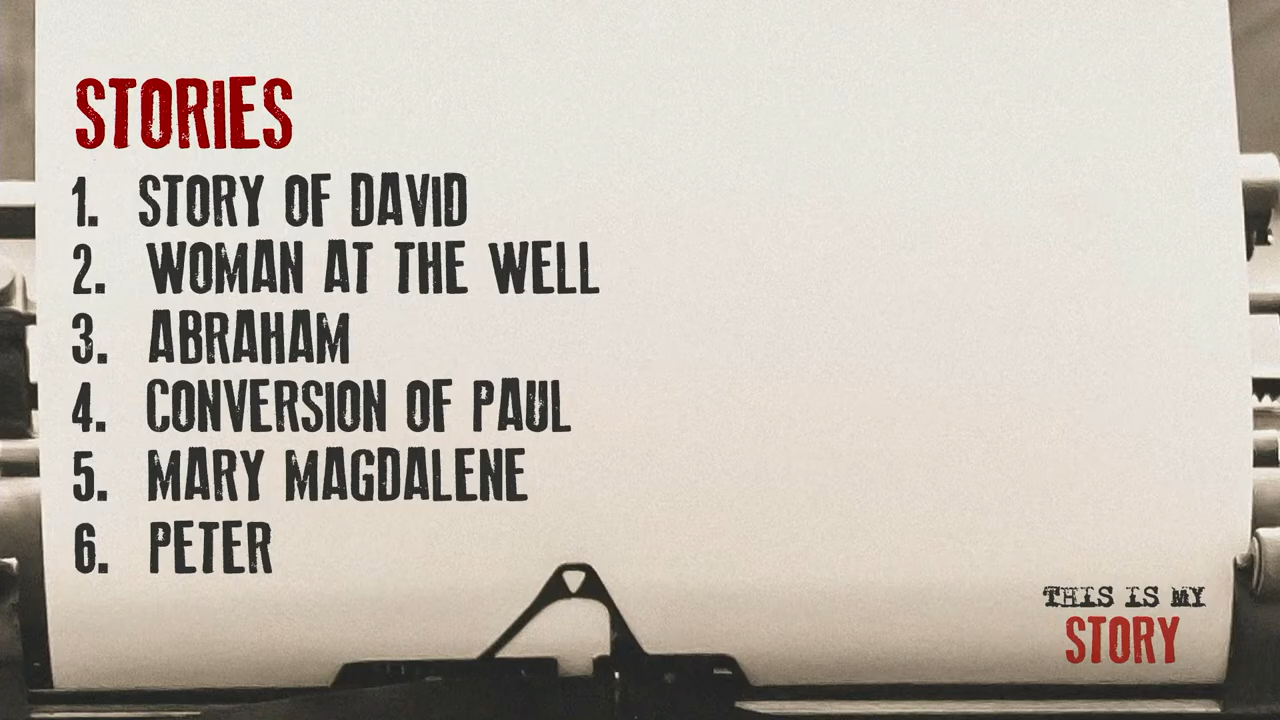 STORIES
1. STORY OF DAVID
2. WOMAN AT THE WELL
3. ABRAHAM
4. CONVERSION OF PAUL
5. MARY MAGDALENE
6. PETER
THIS IS MY
STORY